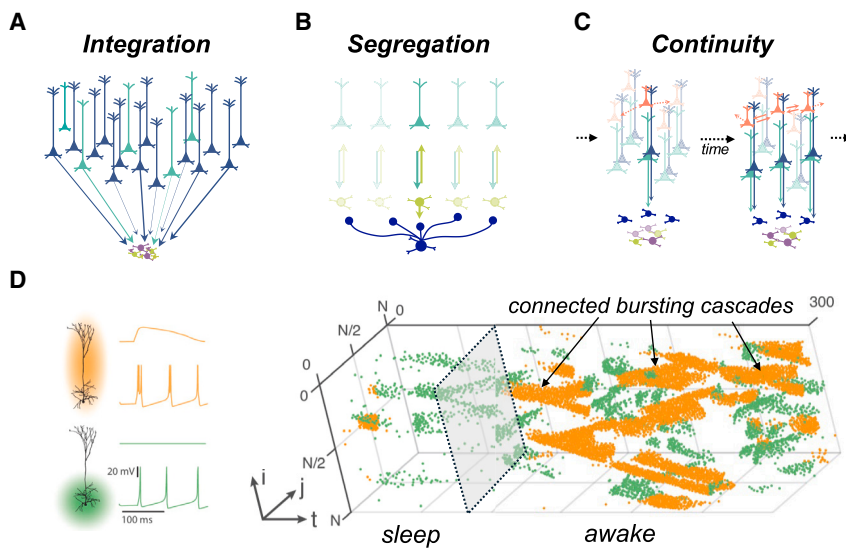 A
Integration
B
Segregation
C
Continuity
time
D
20 mV
100 ms
connected bursting cascades
N
0
300
N/2
0
0
N/2
N
i
j
t
sleep
awake